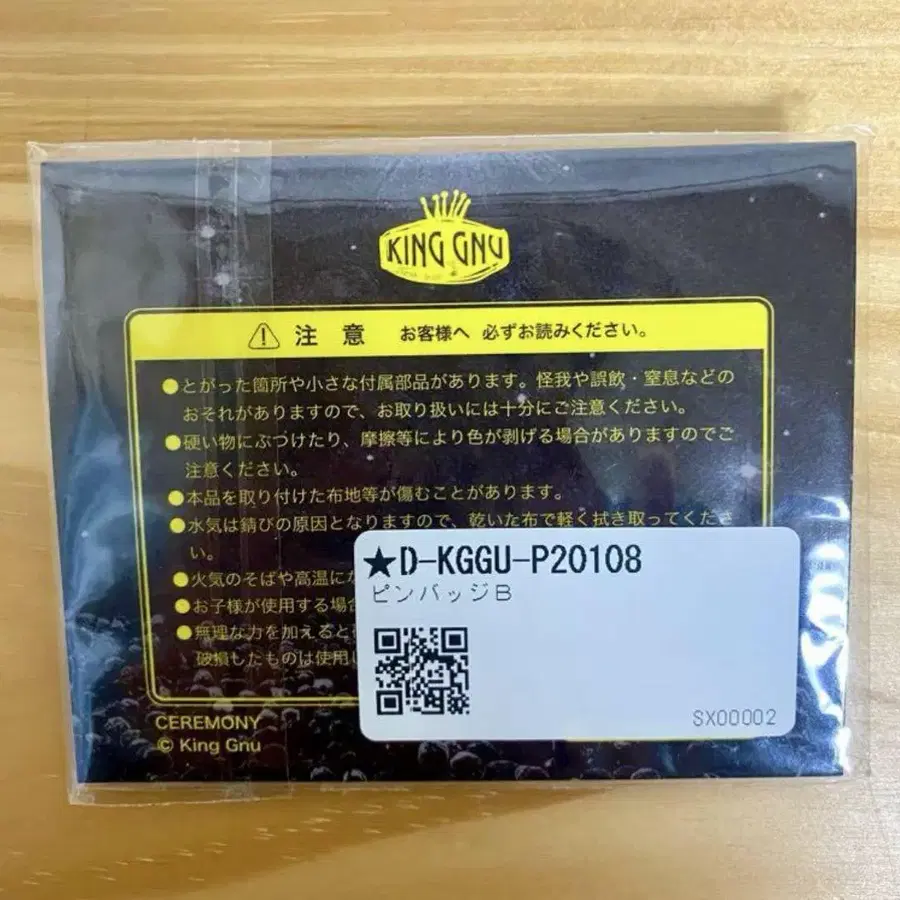 KING GNU
注意 お客様へ 必ずお読みください。
●とがった箇所や小さな付属部品があります。怪我や誤飲・窒息などの
おそれがありますので、お取り扱いには十分にご注意ください。
●硬い物にぶつけたり、摩擦等により色が剥げる場合がありますのでご
注意ください。
●本品を取り付けた布地等が傷むことがあります。
●水気は錆びの原因となりますので、乾いた布で軽く拭き取ってくださ
い。
●火気のそばや高温にな
●お子様が使用する場合
●無理な力を加えると
破損したものは使用し
★D-KGGU-P20108
ピンバッジB
SX00002
CEREMONY
© King Gnu